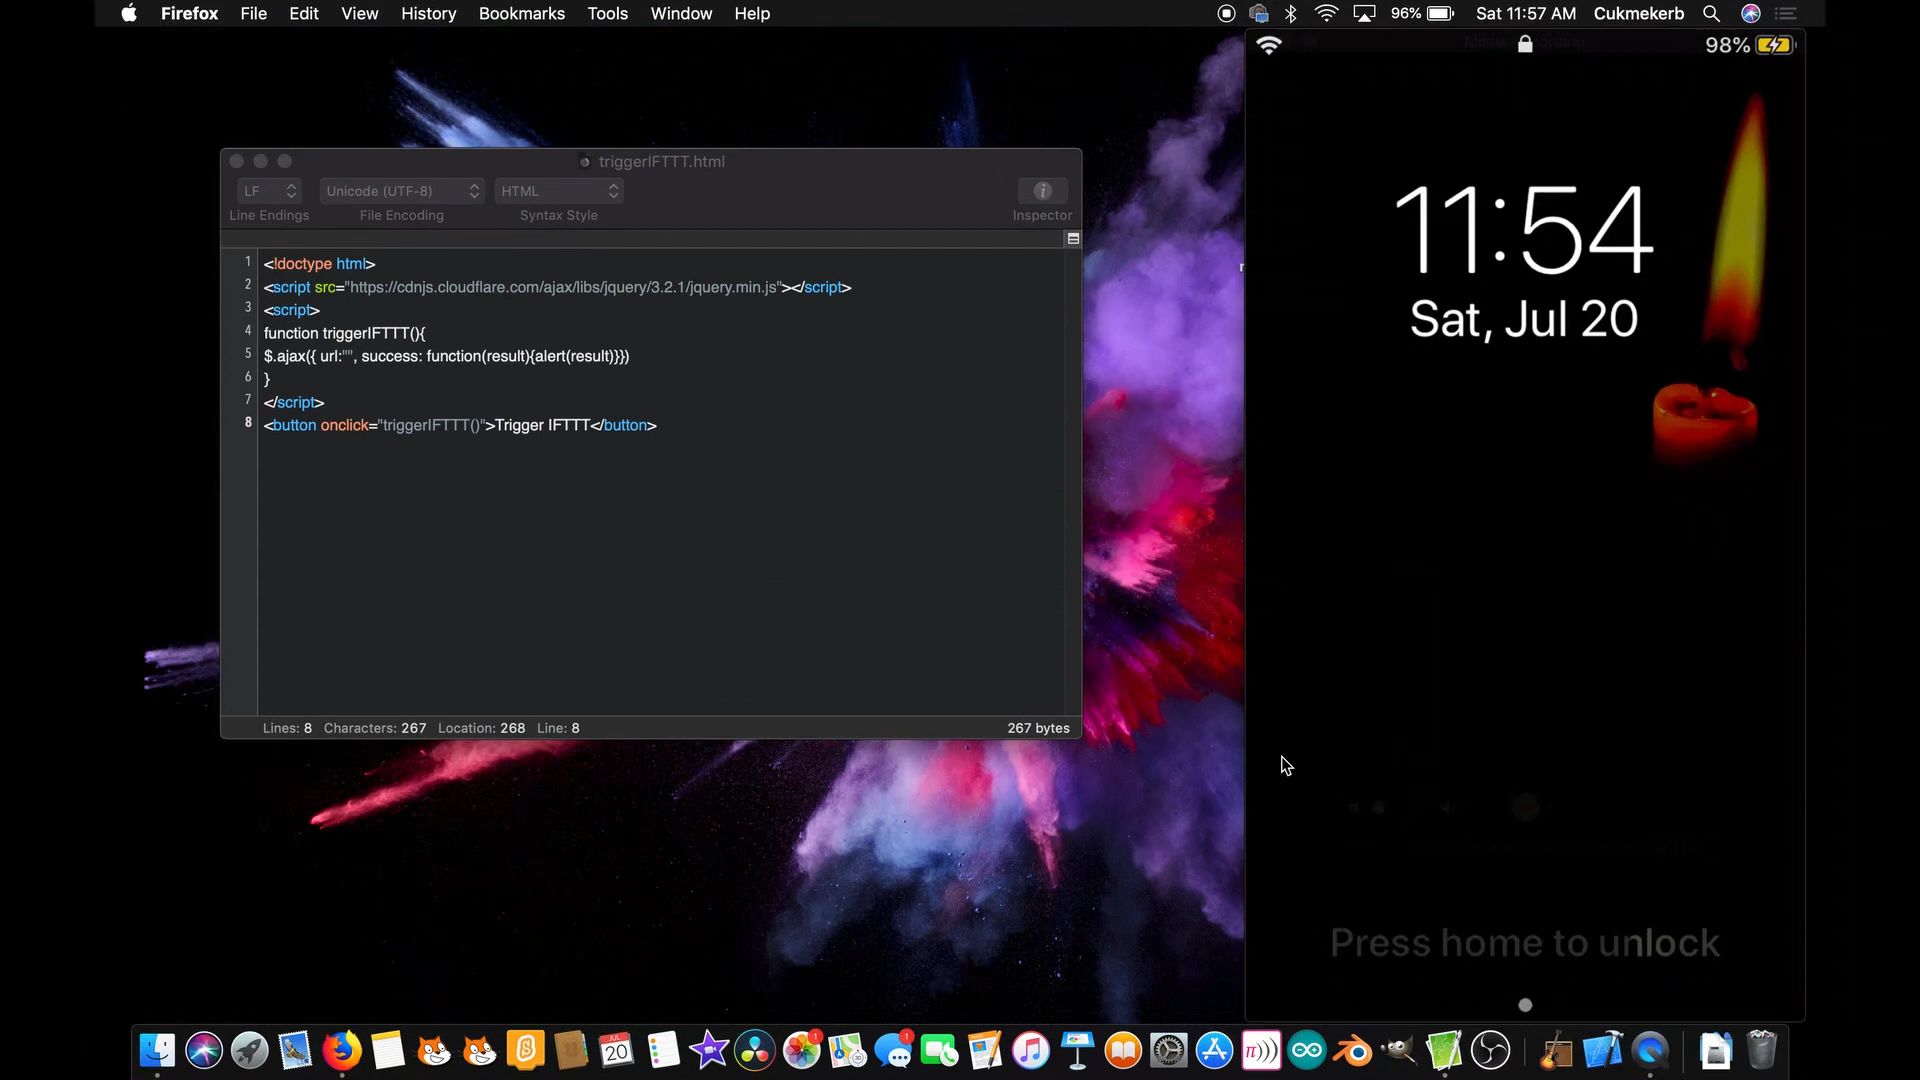 Firefox File Edit View History Bookmarks Tools Window Help 96% Sat 11:57 AM Cukmekerb
98%
triggerIFTTT.html
LF Unicode (UTF-8) HTML
Line Endings File Encoding Syntax Style Inspector
11:54
Sat, Jul 20
1 <!doctype html>
2 <script src="https://cdnjs.cloudflare.com/ajax/libs/jquery/3.2.1/jquery.min.js"></script>
3 <script>
4 function triggerIFTTT(){
5 $.ajax({ url:"", success: function(result){alert(result)}})
6 }
7 </script>
8 <button onclick="triggerIFTTT()">Trigger IFTTT</button>
Lines: 8 Characters: 267 Location: 268 Line: 8 267 bytes
Press home to unlock
JUL
20
1
1